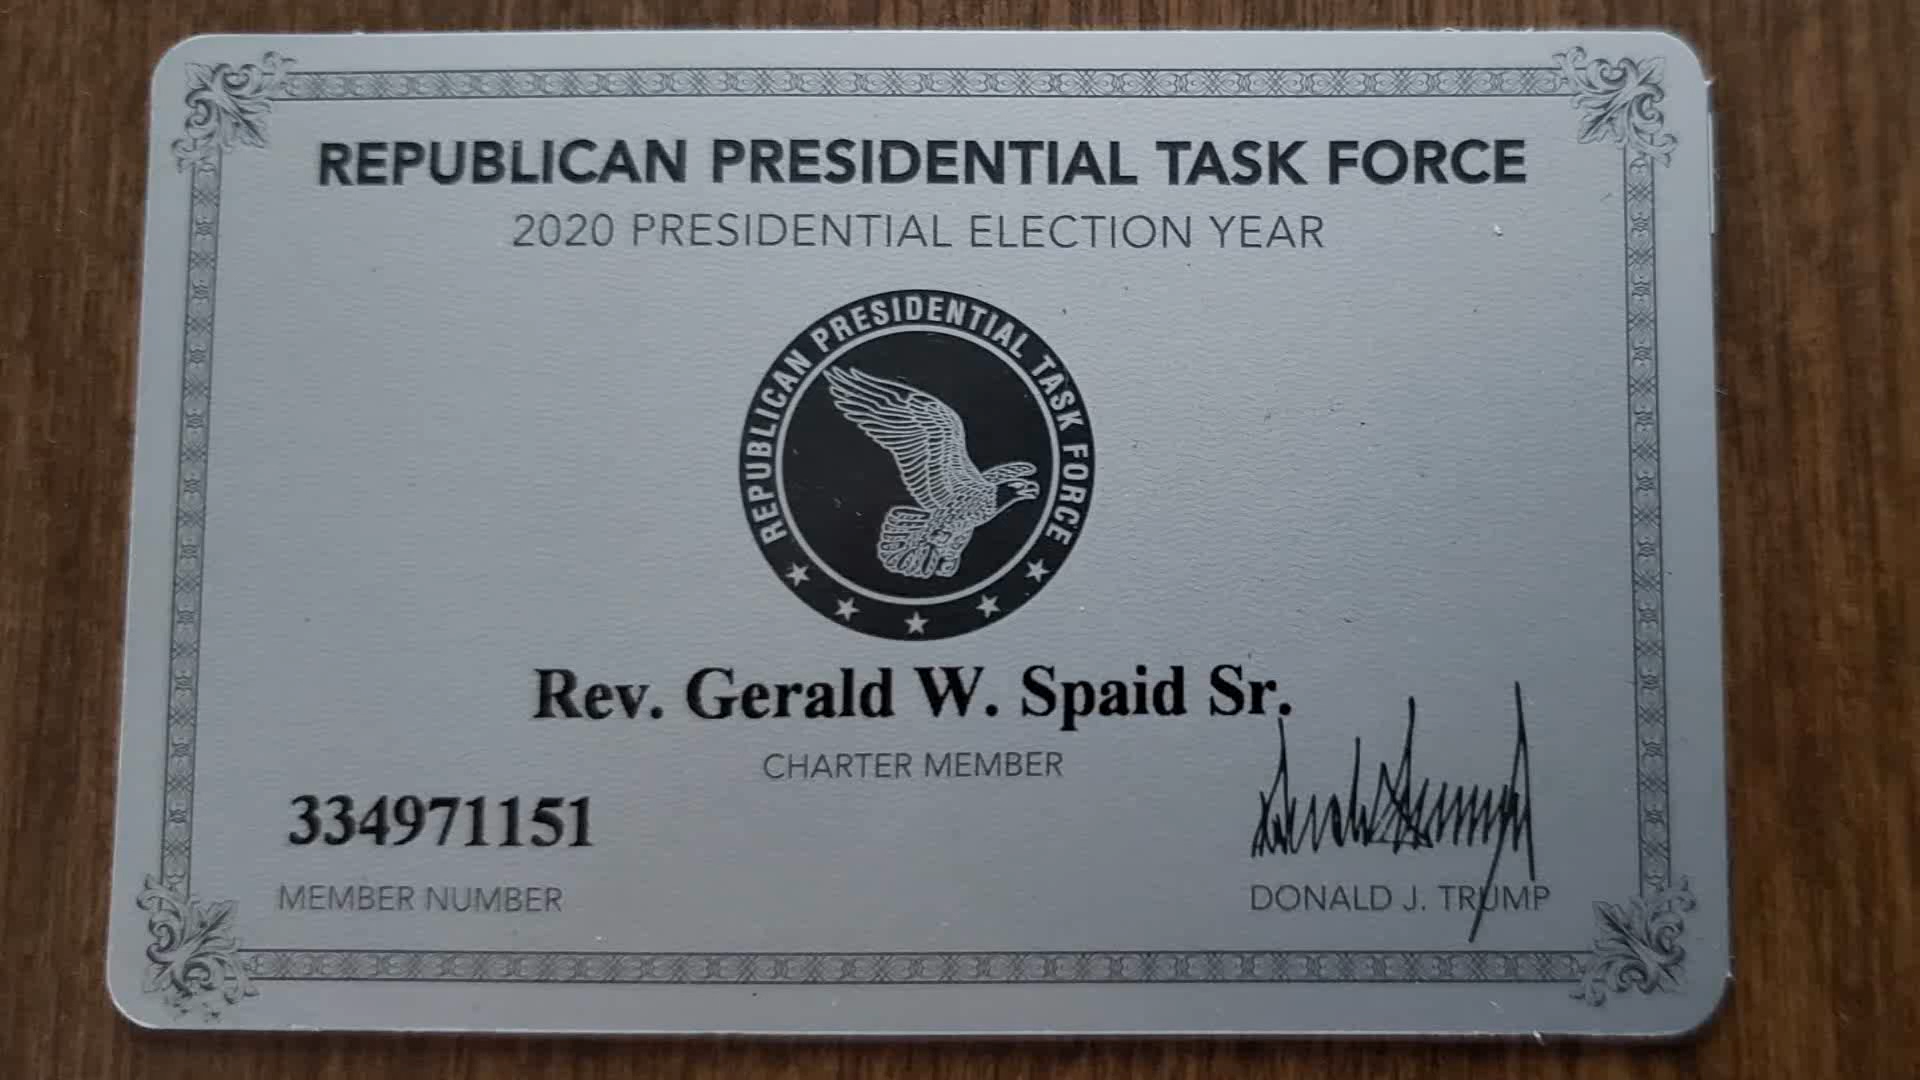 REPUBLICAN PRESIDENTIAL TASK FORCE
2020 PRESIDENTIAL ELECTION YEAR
REPUBLICAN PRESIDENTIAL TASK FORCE
Rev. Gerald W. Spaid Sr.
CHARTER MEMBER
334971151
MEMBER NUMBER
DONALD J. TRUMP